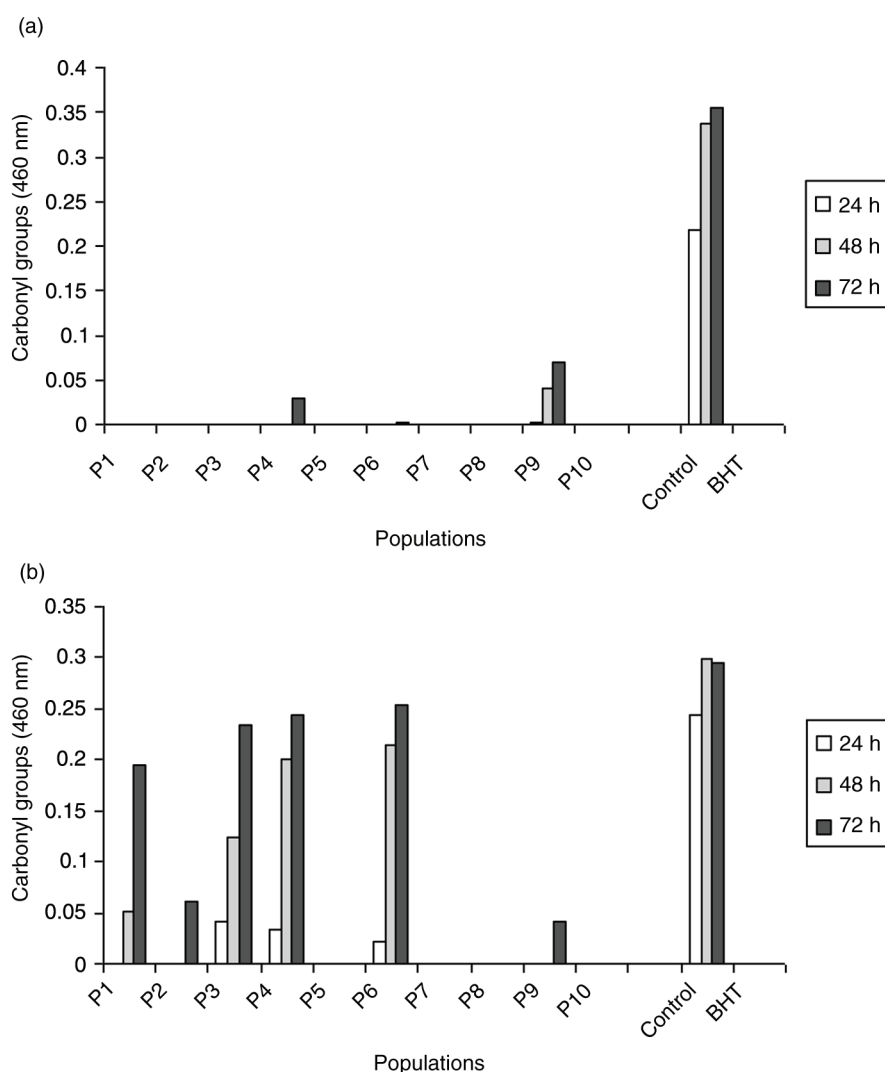 (a)
Carbonyl groups (460 nm)
0.4
0.35
0.3
0.25
0.2
0.15
0.1
0.05
0
P1 P2 P3 P4 P5 P6 P7 P8 P9 P10 Control BHT
Populations
24 h
48 h
72 h
(b)
Carbonyl groups (460 nm)
0.35
0.3
0.25
0.2
0.15
0.1
0.05
0
P1 P2 P3 P4 P5 P6 P7 P8 P9 P10 Control BHT
Populations
24 h
48 h
72 h